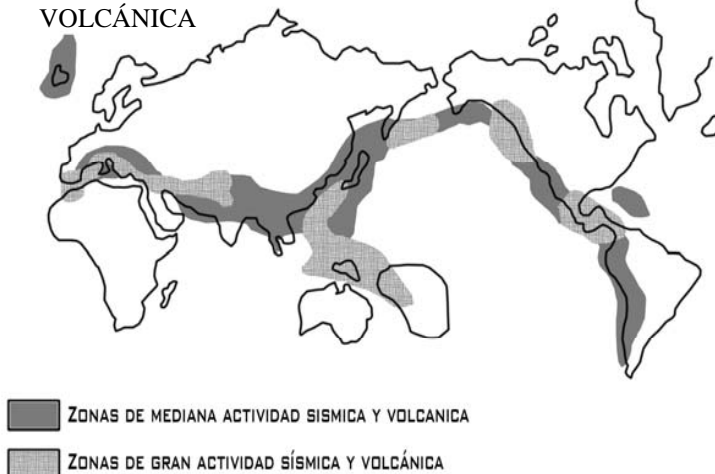 VOLCÁNICA
ZONAS DE MEDIANA ACTIVIDAD SISMICA Y VOLCANICA
ZONAS DE GRAN ACTIVIDAD SÍSMICA Y VOLCÁNICA